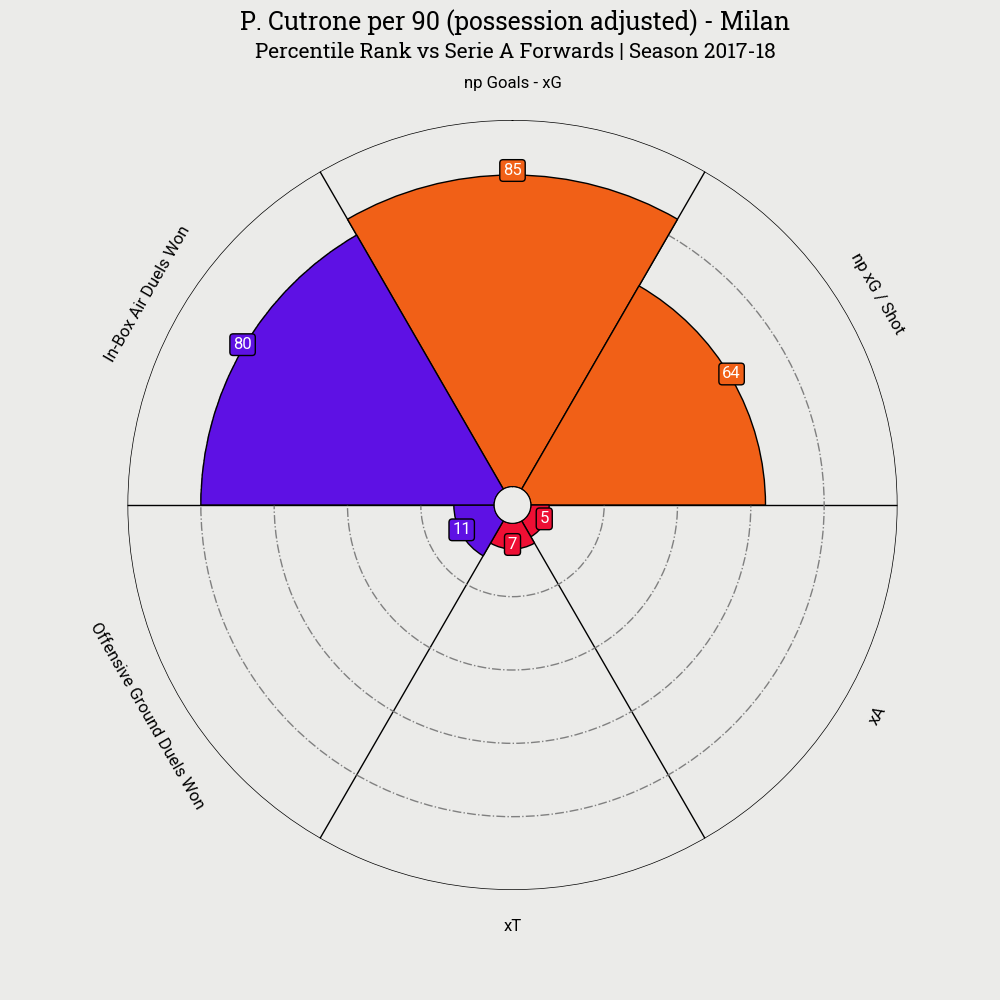 P. Cutrone per 90 (possession adjusted) - Milan
Percentile Rank vs Serie A Forwards | Season 2017-18
np Goals - xG
85
In-Box Air Duels Won
np xG / Shot
80
64
11
5
7
Offensive Ground Duels Won
xA
xT